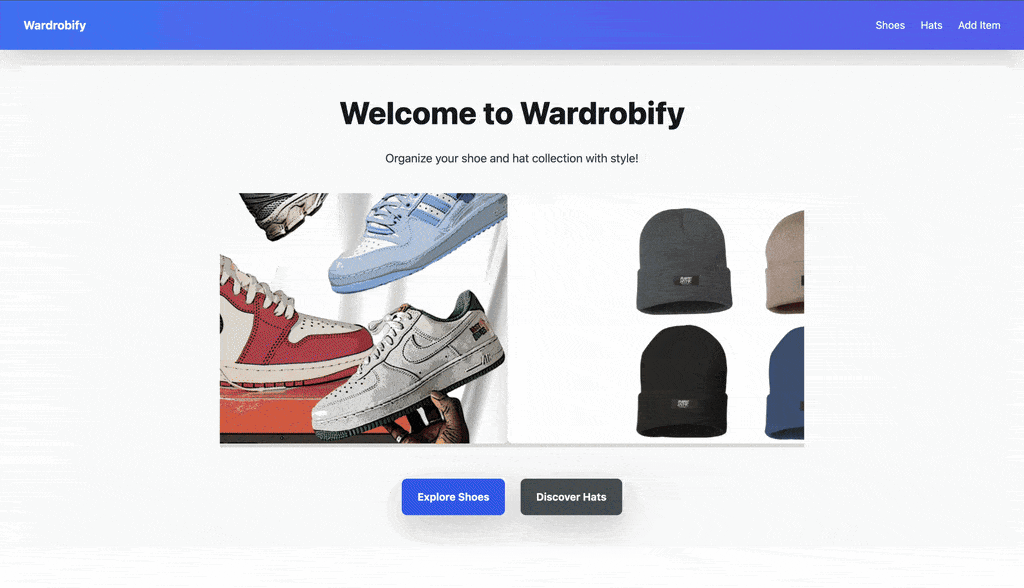 Wardrobify
Shoes Hats Add Item
Welcome to Wardrobify
Organize your shoe and hat collection with style!
Explore Shoes
Discover Hats